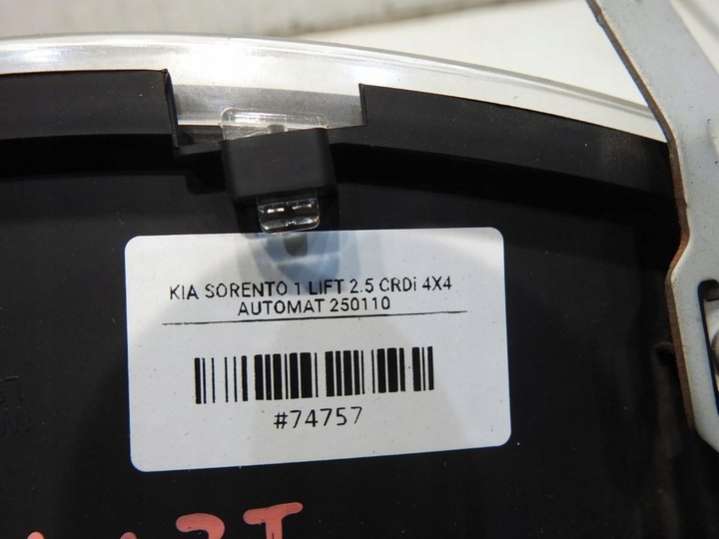 KIA SORENTO 1 LIFT 2.5 CRDi 4X4
AUTOMAT 250110
#74757